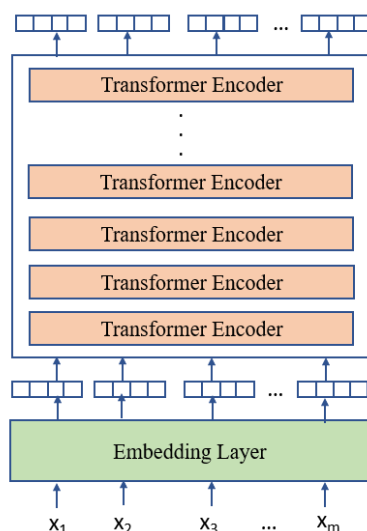 ...
Transformer Encoder
.
.
.
Transformer Encoder
Transformer Encoder
Transformer Encoder
Transformer Encoder
...
Embedding Layer
x1 x2 x3 ... xm